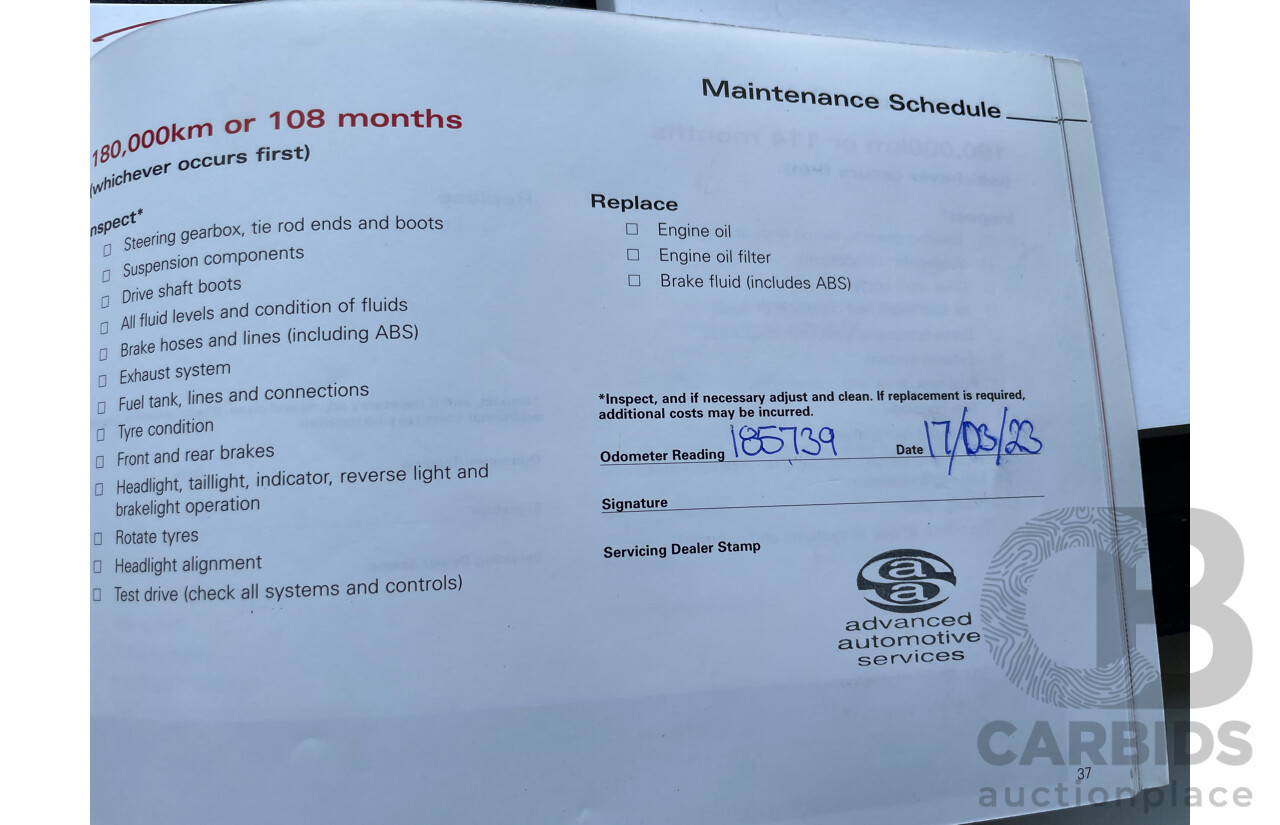 Maintenance Schedule
180,000km or 108 months
(whichever occurs first)
nspect*
Steering gearbox, tie rod ends and boots
Suspension components
Drive shaft boots
All fluid levels and condition of fluids
Brake hoses and lines (including ABS)
Exhaust system
Fuel tank, lines and connections
Tyre condition
Front and rear brakes
Headlight, taillight, indicator, reverse light and
brakelight operation
Rotate tyres
Headlight alignment
Test drive (check all systems and controls)
Replace
Engine oil
Engine oil filter
Brake fluid (includes ABS)
*Inspect, and if necessary adjust and clean. If replacement is required,
additional costs may be incurred.
Odometer Reading 185,739 Date 17/03/23
Signature
Servicing Dealer Stamp
a
a
advanced
automotive
services
37
CB
CARBIDS
auctionplace